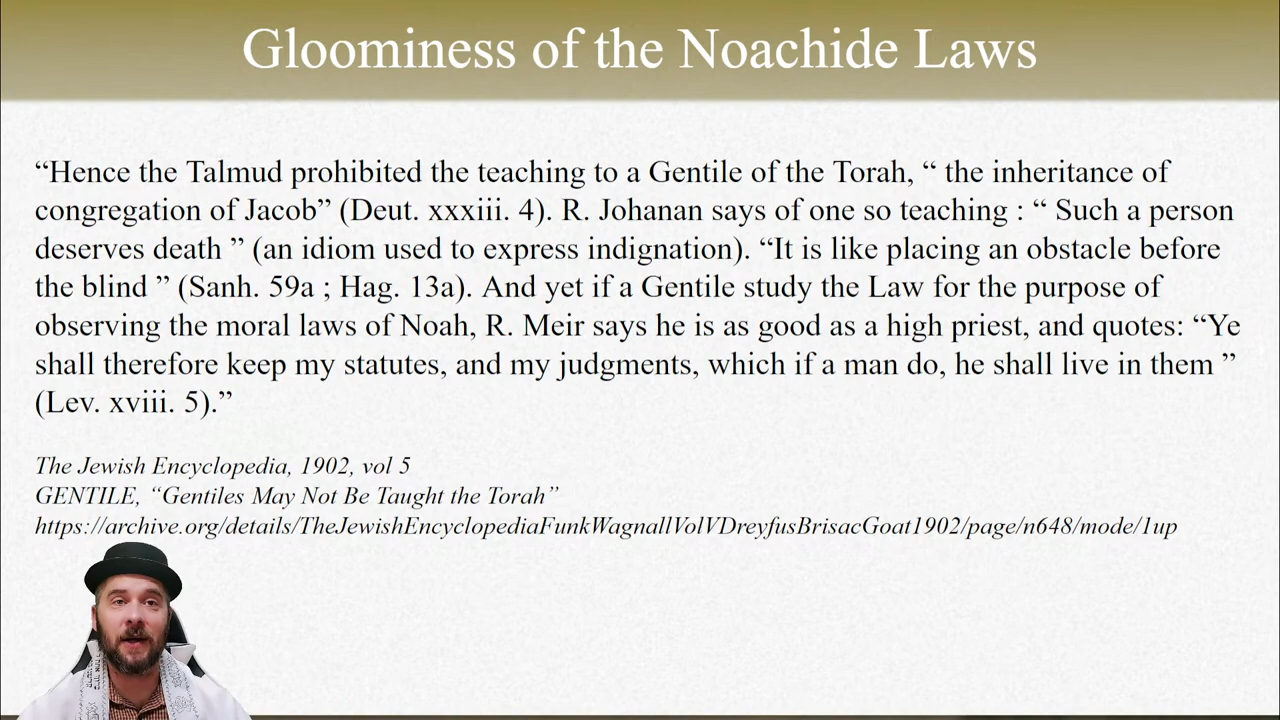 Gloominess of the Noachide Laws
“Hence the Talmud prohibited the teaching to a Gentile of the Torah, “ the inheritance of
congregation of Jacob” (Deut. xxxiii. 4). R. Johanan says of one so teaching : “ Such a person
deserves death ” (an idiom used to express indignation). “It is like placing an obstacle before
the blind ” (Sanh. 59a ; Hag. 13a). And yet if a Gentile study the Law for the purpose of
observing the moral laws of Noah, R. Meir says he is as good as a high priest, and quotes: “Ye
shall therefore keep my statutes, and my judgments, which if a man do, he shall live in them ”
(Lev. xviii. 5).”
The Jewish Encyclopedia, 1902, vol 5
GENTILE, “Gentiles May Not Be Taught the Torah”
https://archive.org/details/TheJewishEncyclopediaFunkWagnallVolVDreyfusBrisacGoat1902/page/n648/mode/1up